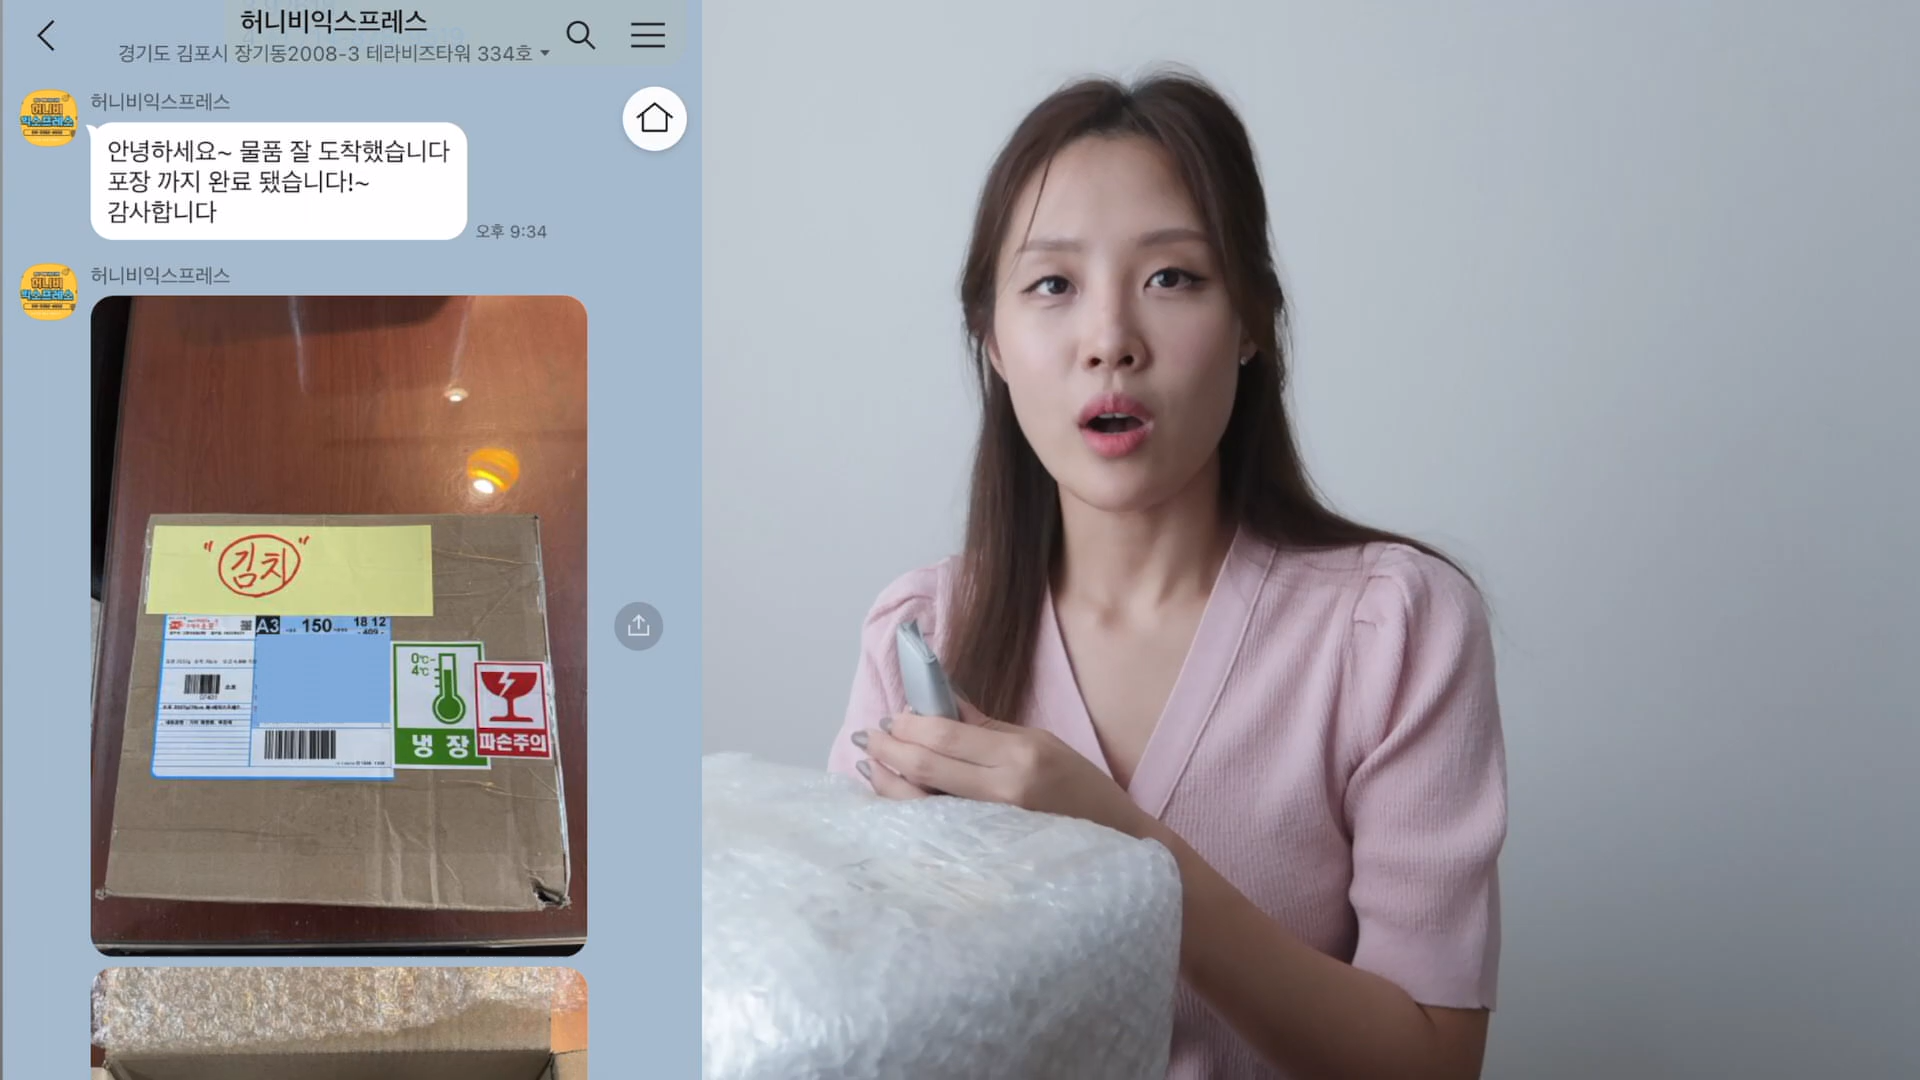 허니비익스프레스
경기도 김포시 장기동2008-3 테라비즈타워 334호
허니비익스프레스
안녕하세요~ 물품 잘 도착했습니다
포장 까지 완료 됐습니다!~
감사합니다
오후 9:34
허니비익스프레스
"김치"
A3 150 18 12
-409-
0℃~
4℃
냉장
파손주의